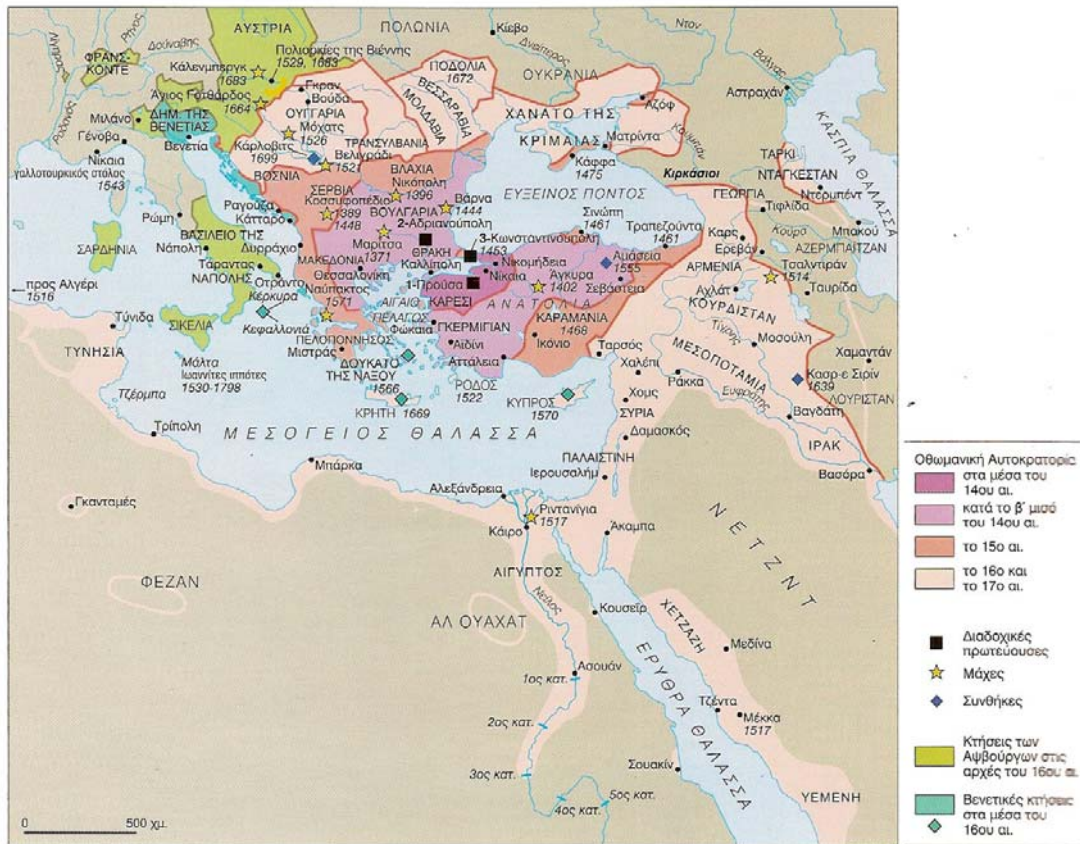 ΑΥΣΤΡΙΑ
ΠΟΛΩΝΙΑ
Κίεβο
Ντον
Ρήνος
Δούναβης
Δνείπερος
Βόλγας
ΦΡΑΝΣ-
ΚΟΝΤΕ
Κάλενμπεργκ
1683
Πολιορκίες της Βιέννης
1529, 1683
ΠΟΔΟΛΙΑ
1672
ΟΥΚΡΑΝΙΑ
Αστραχάν
Ροδανός
Άγιος Γοτθάρδος
1664
Γκραν
Βούδα
ΒΕΣΣΑΡΑΒΙΑ
ΜΟΛΔΑΒΙΑ
ΧΑΝΑΤΟ ΤΗΣ
ΚΡΙΜΑΙΑΣ
Αζόφ
Ματρίντα
Μιλάνο
Γένοβα
ΔΗΜ. ΤΗΣ
ΒΕΝΕΤΙΑΣ
Βενετία
ΟΥΓΓΑΡΙΑ
Μόχατς
1526
Κάρλοβιτς
1699
ΤΡΑΝΣΥΛΒΑΝΙΑ
Βελιγράδι
1521
Κάφφα
1475
Κιρκάσιοι
ΚΑΣΠΙΑ ΘΑΛΑΣΣΑ
Νίκαια
γαλλοτουρκικός στόλος
1543
ΒΟΣΝΙΑ
ΣΕΡΒΙΑ
ΒΛΑΧΙΑ
Νικόπολη
1396
Κοσσυφοπέδιο
1389
1448
ΒΟΥΛΓΑΡΙΑ
Βάρνα
1444
ΕΥΞΕΙΝΟΣ ΠΟΝΤΟΣ
ΤΑΡΚΙ
ΝΤΑΓΚΕΣΤΑΝ
Ντερμπέντ
ΓΕΩΡΓΙΑ
Τιφλίδα
Ρώμη
Ραγούζα
Κάτταρο
2-Αδριανούπολη
Μαρίτσα
1371
ΘΡΑΚΗ
3-Κωνσταντινούπολη
1453
Σινώπη
1461
Τραπεζούντα
1461
Καρς
Ερεβάν
Κούρα
Μπακού
ΑΖΕΡΜΠΑΪΤΖΑΝ
ΣΑΡΔΗΝΙΑ
ΒΑΣΙΛΕΙΟ ΤΗΣ
ΝΑΠΟΛΗΣ
Νάπολη
Τάραντας
Οτράντο
Δυρράχιο
ΜΑΚΕΔΟΝΙΑ
Θεσσαλονίκη
Καλλίπολη
Νικομήδεια
Νίκαια
1-Προύσα
Άγκυρα
1402
Αμάσεια
1555
Σεβάστεια
ΑΡΜΕΝΙΑ
Τσαλντιράν
1514
Αχλάτ
Ταυρίδα
προς Αλγέρι
1516
Κέρκυρα
Κεφαλλονιά
Ναύπακτος
1571
ΑΙΓΑΙΟ
ΠΕΛΑΓΟΣ
Φώκαια
ΚΑΡΕΣΙ
ΑΝΑΤΟΛΙΑ
ΓΚΕΡΜΙΓΙΑΝ
ΚΑΡΑΜΑΝΙΑ
1468
ΚΟΥΡΔΙΣΤΑΝ
Τίγρης
Μοσούλη
Χαμαντάν
Τύνιδα
ΤΥΝΗΣΙΑ
ΣΙΚΕΛΙΑ
ΠΕΛΟΠΟΝΝΗΣΟΣ
Μιστράς
Αϊδίνι
Αττάλεια
Ικόνιο
Ταρσός
Χαλέπι
ΜΕΣΟΠΟΤΑΜΙΑ
Κασρ-ε Σιρίν
1639
ΛΟΥΡΙΣΤΑΝ
Μάλτα
Ιωαννίτες ιππότες
1530-1798
ΔΟΥΚΑΤΟ
ΤΗΣ ΝΑΞΟΥ
1566
ΡΟΔΟΣ
1522
ΚΥΠΡΟΣ
1570
Χομς
Ράκκα
Ευφράτης
Τζέρμπα
ΚΡΗΤΗ
1669
ΣΥΡΙΑ
Βαγδάτη
Τρίπολη
ΜΕΣΟΓΕΙΟΣ ΘΑΛΑΣΣΑ
Δαμασκός
ΙΡΑΚ
Μπάρκα
ΠΑΛΑΙΣΤΙΝΗ
Ιερουσαλήμ
Βασόρα
Γκανταμές
Αλεξάνδρεια
Ριντανίγια
1517
Κάιρο
Άκαμπα
ΝΕΤΖΝΤ
ΦΕΖΑΝ
ΑΙΓΥΠΤΟΣ
Νείλος
ΑΛ ΟΥΑΧΑΤ
Κουσεΐρ
ΧΕΤΖΑΖΗ
Μεδίνα
ΕΡΥΘΡΑ ΘΑΛΑΣΣΑ
Ασουάν
1ος κατ.
2ος κατ.
Τζέντα
Μέκκα
1517
3ος κατ.
Σουακίν
5ος κατ.
4ος κατ.
ΥΕΜΕΝΗ
0 500 χμ.
Οθωμανική Αυτοκρατορία
στα μέσα του
14ου αι.
κατά το β΄ μισό
του 14ου αι.
το 15ο αι.
το 16ο και
το 17ο αι.
Διαδοχικές
πρωτεύουσες
Μάχες
Συνθήκες
Κτήσεις των
Αψβούργων στις
αρχές του 16ου αι.
Βενετικές κτήσεις
στα μέσα του
16ου αι.